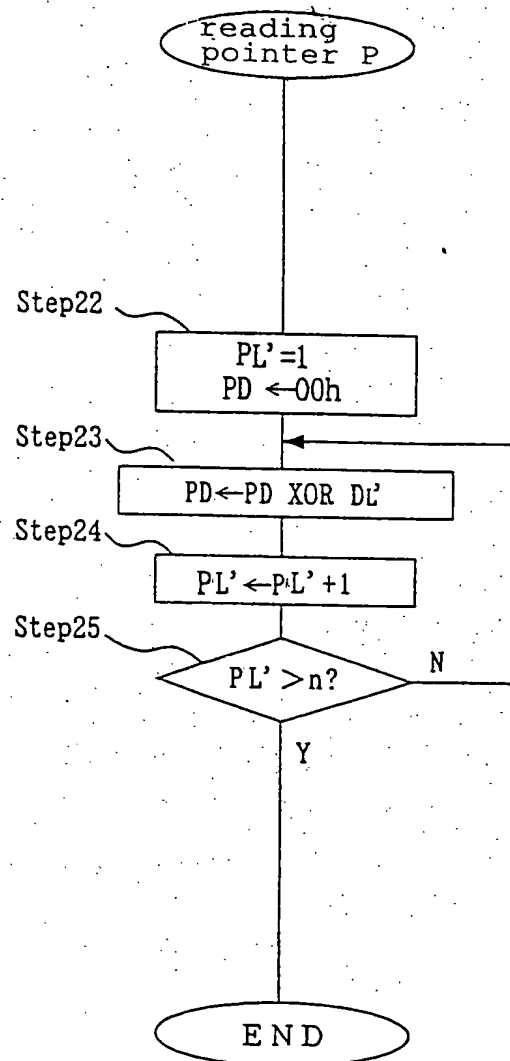 reading
pointer P
Step22
PL'=1
PD ←00h
Step23
PD←PD XOR DL'
Step24
PL'←PL'+1
Step25
PL'>n?
N
Y
END